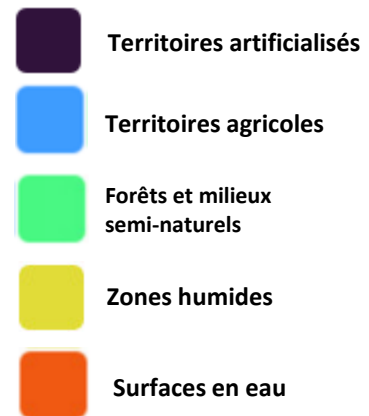 Territoires artificialisés
Territoires agricoles
Forêts et milieux
semi-naturels
Zones humides
Surfaces en eau